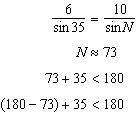 6/sin 35 = 10/sin N
N ≈ 73
73 + 35 < 180
(180 − 73) + 35 < 180